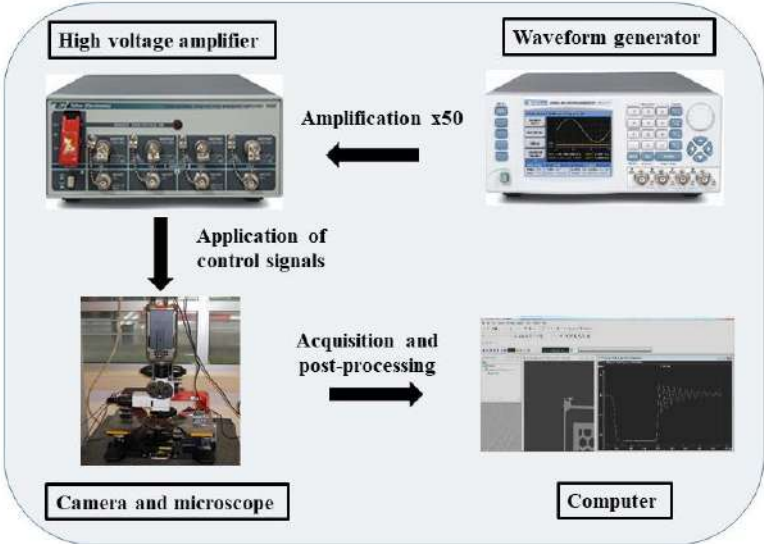 High voltage amplifier
Waveform generator
Amplification x50
Application of
control signals
Acquisition and
post-processing
Camera and microscope
Computer